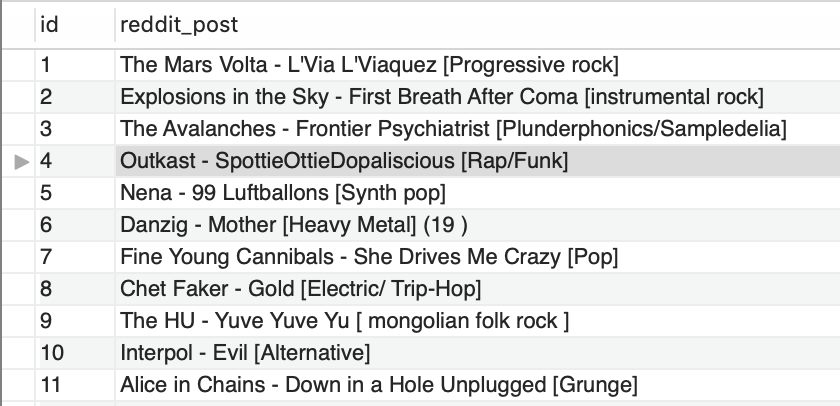 id reddit_post
1 The Mars Volta - L'Via L'Viaquez [Progressive rock]
2 Explosions in the Sky - First Breath After Coma [instrumental rock]
3 The Avalanches - Frontier Psychiatrist [Plunderphonics/Sampledelia]
4 Outkast - SpottieOttieDopaliscious [Rap/Funk]
5 Nena - 99 Luftballons [Synth pop]
6 Danzig - Mother [Heavy Metal] (19 )
7 Fine Young Cannibals - She Drives Me Crazy [Pop]
8 Chet Faker - Gold [Electric/ Trip-Hop]
9 The HU - Yuve Yuve Yu [ mongolian folk rock ]
10 Interpol - Evil [Alternative]
11 Alice in Chains - Down in a Hole Unplugged [Grunge]